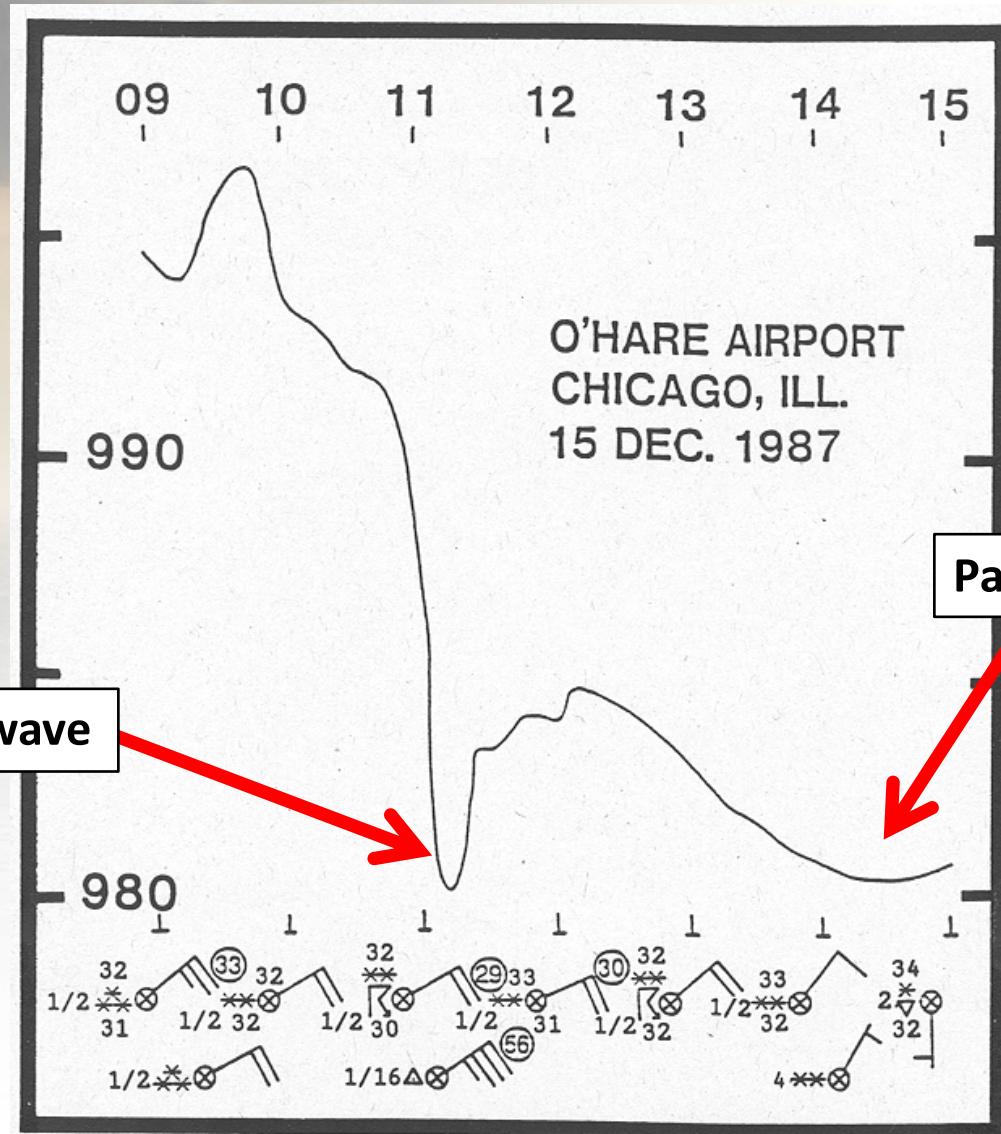 09 10 11 12 13 14 15
O'HARE AIRPORT
CHICAGO, ILL.
15 DEC. 1987
990
Pa
wave
980
32 33 32 32 29 33 30 32 33 34
1/2 31 1/2 32 1/2 30 1/2 31 1/2 32 1/2 32 2 32
1/2 1/16 56 4